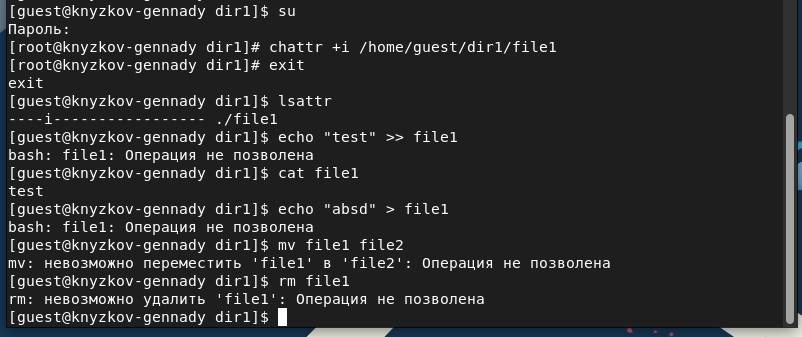 [guest@knyzkov-gennady dir1]$ su
Пароль:
[root@knyzkov-gennady dir1]# chattr +i /home/guest/dir1/file1
[root@knyzkov-gennady dir1]# exit
exit
[guest@knyzkov-gennady dir1]$ lsattr
----i----------------- ./file1
[guest@knyzkov-gennady dir1]$ echo "test" >> file1
bash: file1: Операция не позволена
[guest@knyzkov-gennady dir1]$ cat file1
test
[guest@knyzkov-gennady dir1]$ echo "absd" > file1
bash: file1: Операция не позволена
[guest@knyzkov-gennady dir1]$ mv file1 file2
mv: невозможно переместить 'file1' в 'file2': Операция не позволена
[guest@knyzkov-gennady dir1]$ rm file1
rm: невозможно удалить 'file1': Операция не позволена
[guest@knyzkov-gennady dir1]$